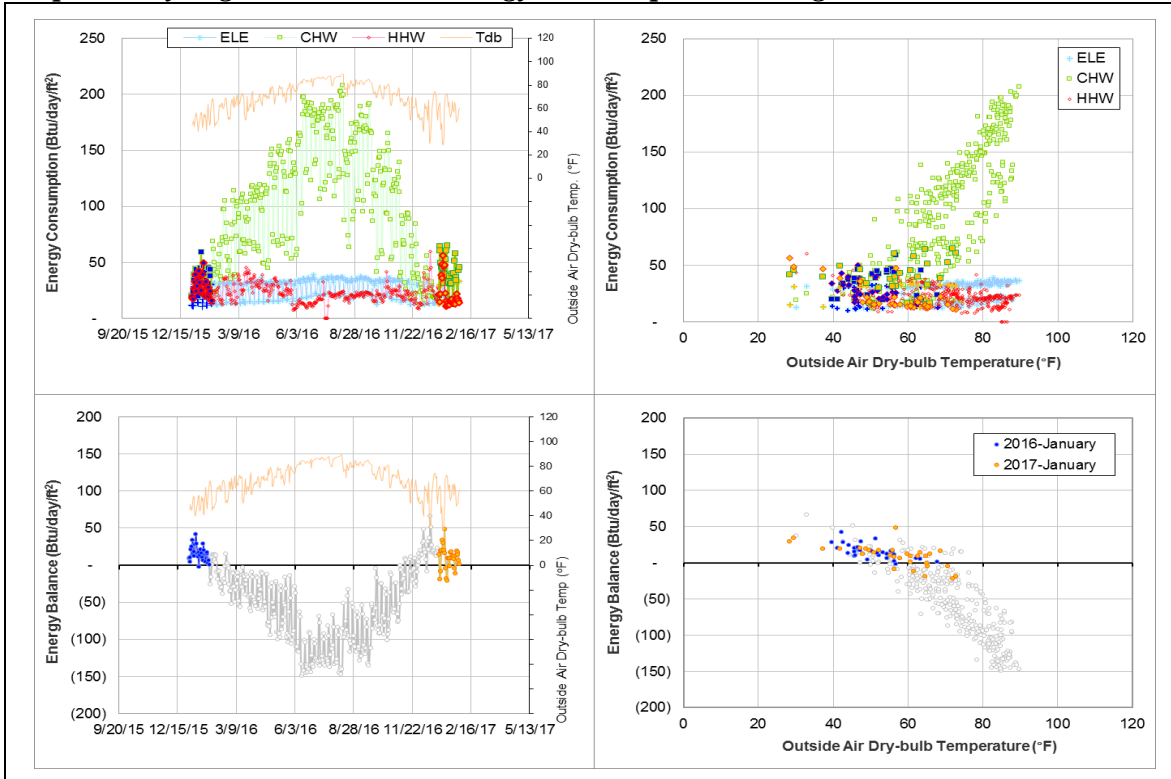 ELE CHW HHW Tdb
250
200
150
100
50
-
120
100
80
60
40
20
0
Energy Consumption (Btu/day/ft²)
Outside Air Dry-bulb Temp. (°F)
9/20/15 12/15/15 3/9/16 6/3/16 8/28/16 11/22/16 2/16/17 5/13/17
ELE
CHW
HHW
250
200
150
100
50
-
Energy Consumption (Btu/day/ft²)
0 20 40 60 80 100 120
Outside Air Dry-bulb Temperature (°F)
200
150
100
50
-
(50)
(100)
(150)
(200)
120
100
80
60
40
20
0
Energy Balance (Btu/day/ft²)
Outside Air Dry-bulb Temp (°F)
9/20/15 12/15/15 3/9/16 6/3/16 8/28/16 11/22/16 2/16/17 5/13/17
2016-January
2017-January
200
150
100
50
-
(50)
(100)
(150)
(200)
Energy Balance (Btu/day/ft²)
0 20 40 60 80 100 120
Outside Air Dry-bulb Temperature (°F)